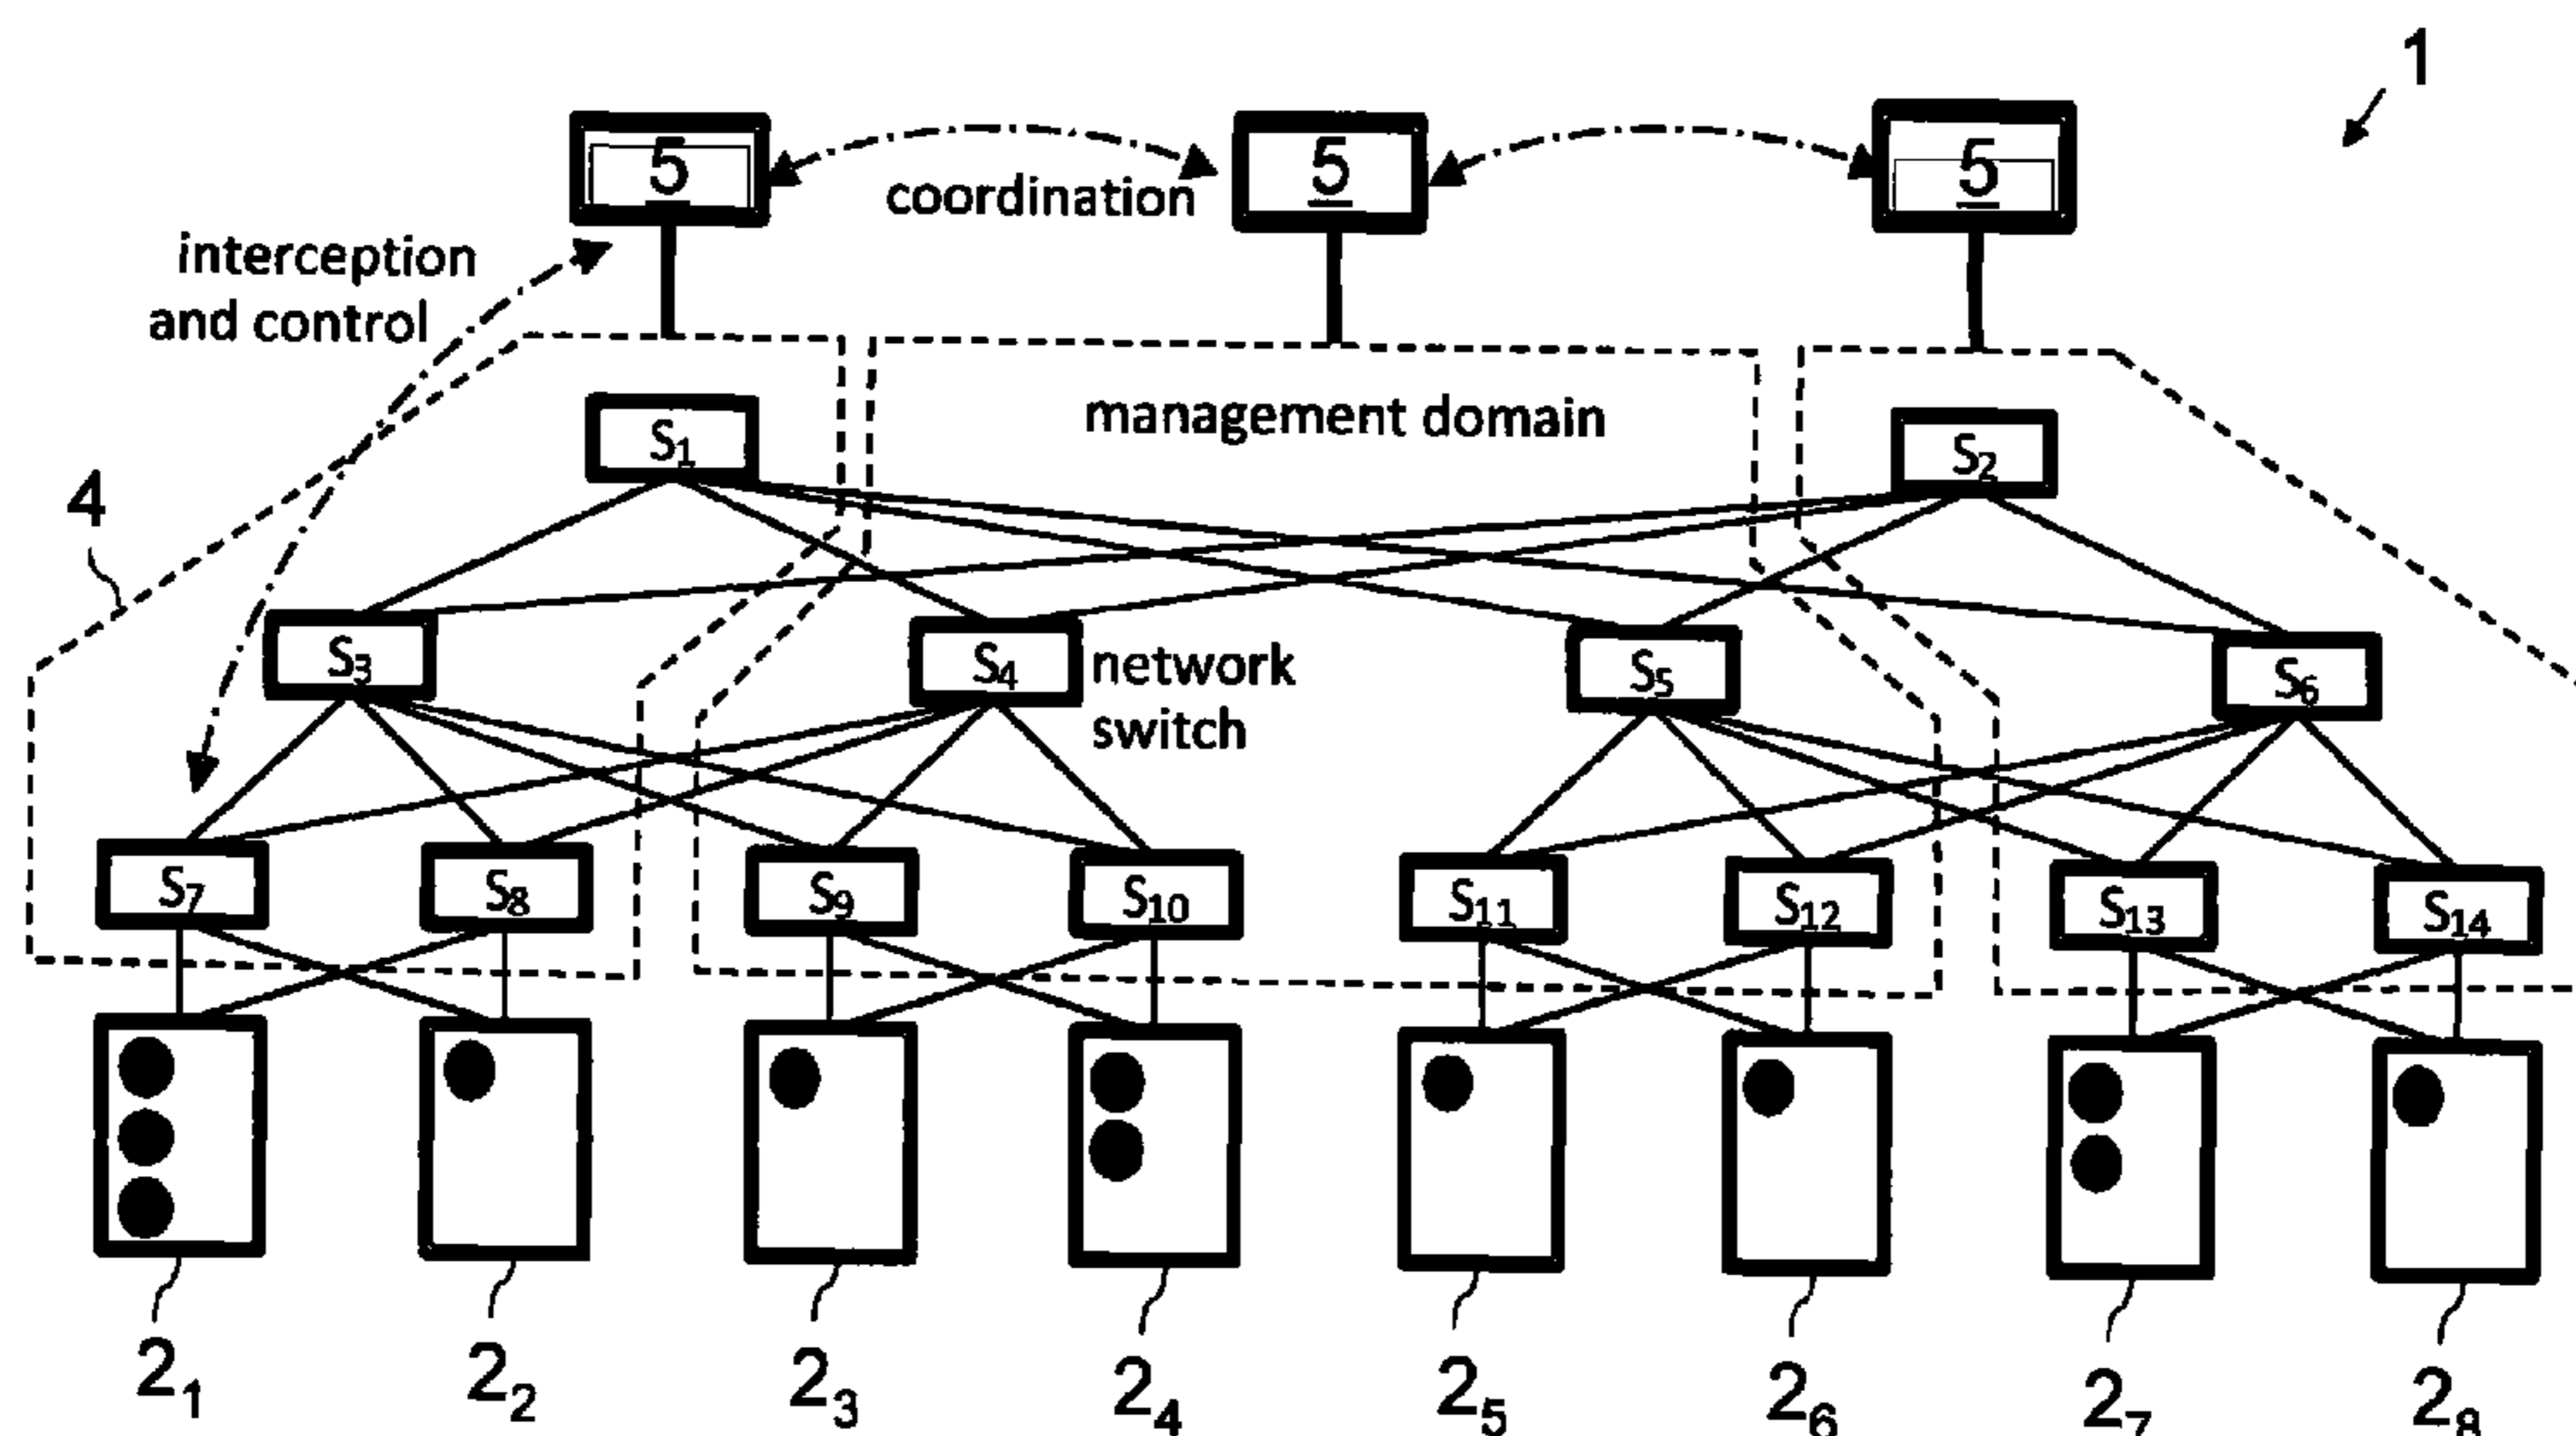 1
5
5
5
coordination
interception
and control
management domain
S₁
S₂
4
S₃
S₄
network
switch
S₅
S₆
S₇
S₈
S₉
S₁₀
S₁₁
S₁₂
S₁₃
S₁₄
2₁
2₂
2₃
2₄
2₅
2₆
2₇
2₈